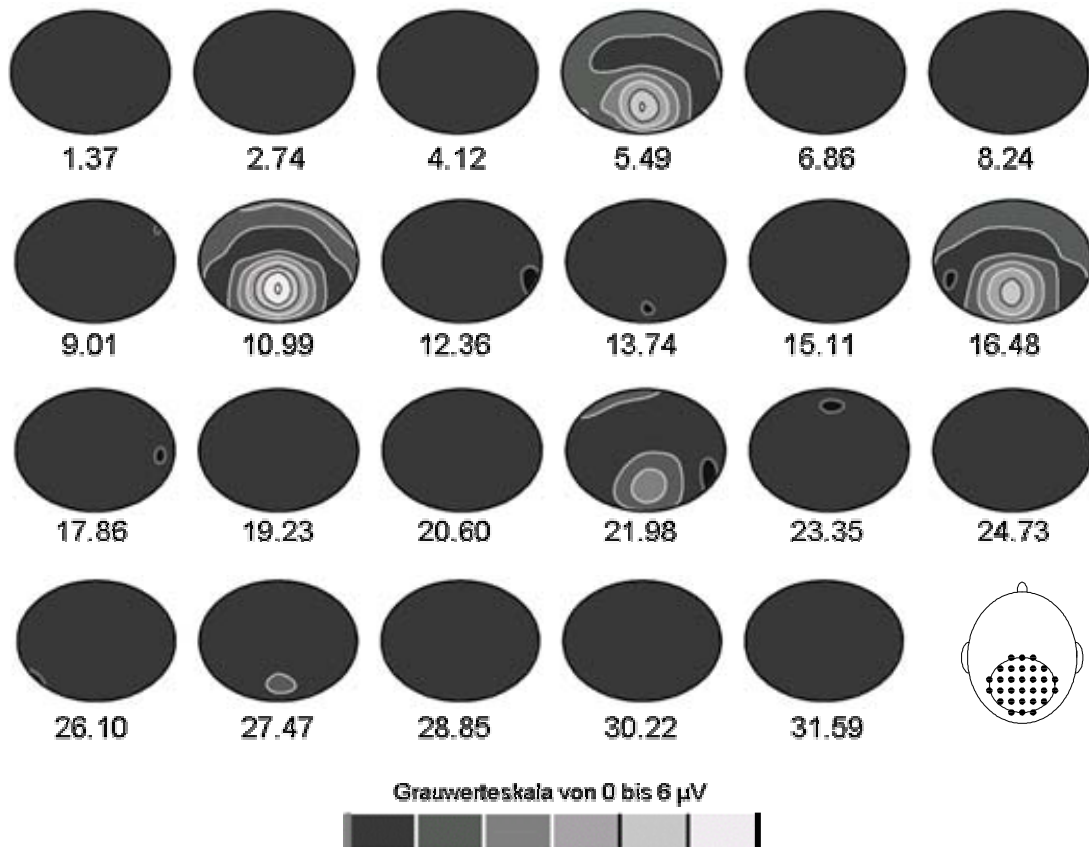 1.37 2.74 4.12 5.49 6.86 8.24
9.01 10.99 12.36 13.74 15.11 16.48
17.86 19.23 20.60 21.98 23.35 24.73
26.10 27.47 28.85 30.22 31.59
Grauwerteskala von 0 bis 6 µV